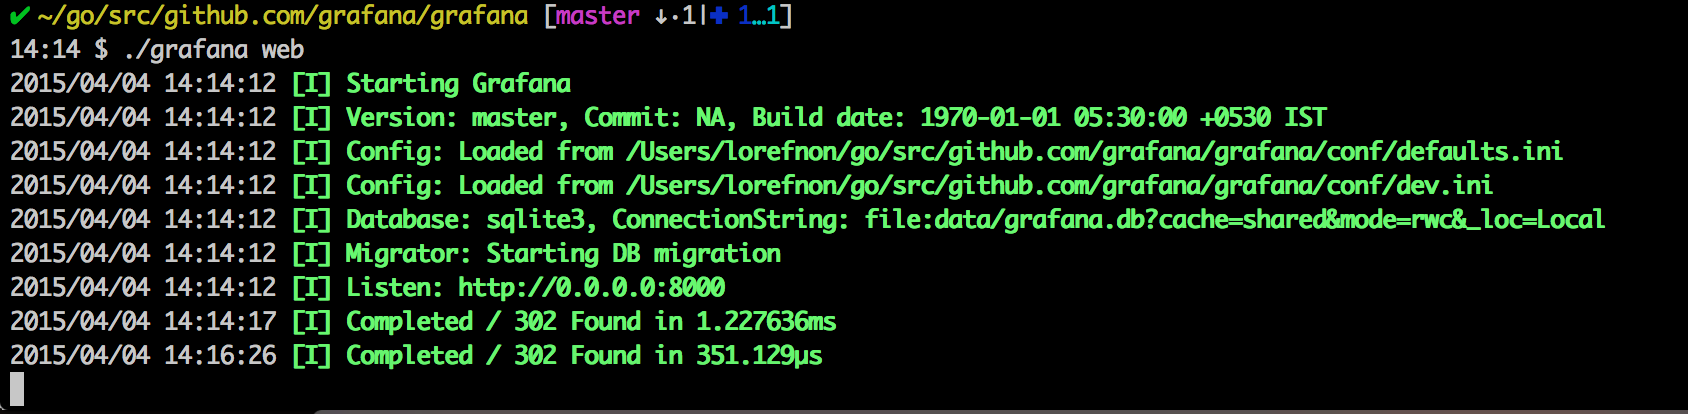 ✔ ~/go/src/github.com/grafana/grafana [master ↓·1|✚ 1…1]
14:14 $ ./grafana web
2015/04/04 14:14:12 [I] Starting Grafana
2015/04/04 14:14:12 [I] Version: master, Commit: NA, Build date: 1970-01-01 05:30:00 +0530 IST
2015/04/04 14:14:12 [I] Config: Loaded from /Users/lorefnon/go/src/github.com/grafana/grafana/conf/defaults.ini
2015/04/04 14:14:12 [I] Config: Loaded from /Users/lorefnon/go/src/github.com/grafana/grafana/conf/dev.ini
2015/04/04 14:14:12 [I] Database: sqlite3, ConnectionString: file:data/grafana.db?cache=shared&mode=rwc&_loc=Local
2015/04/04 14:14:12 [I] Migrator: Starting DB migration
2015/04/04 14:14:12 [I] Listen: http://0.0.0.0:8000
2015/04/04 14:14:17 [I] Completed / 302 Found in 1.227636ms
2015/04/04 14:16:26 [I] Completed / 302 Found in 351.129µs